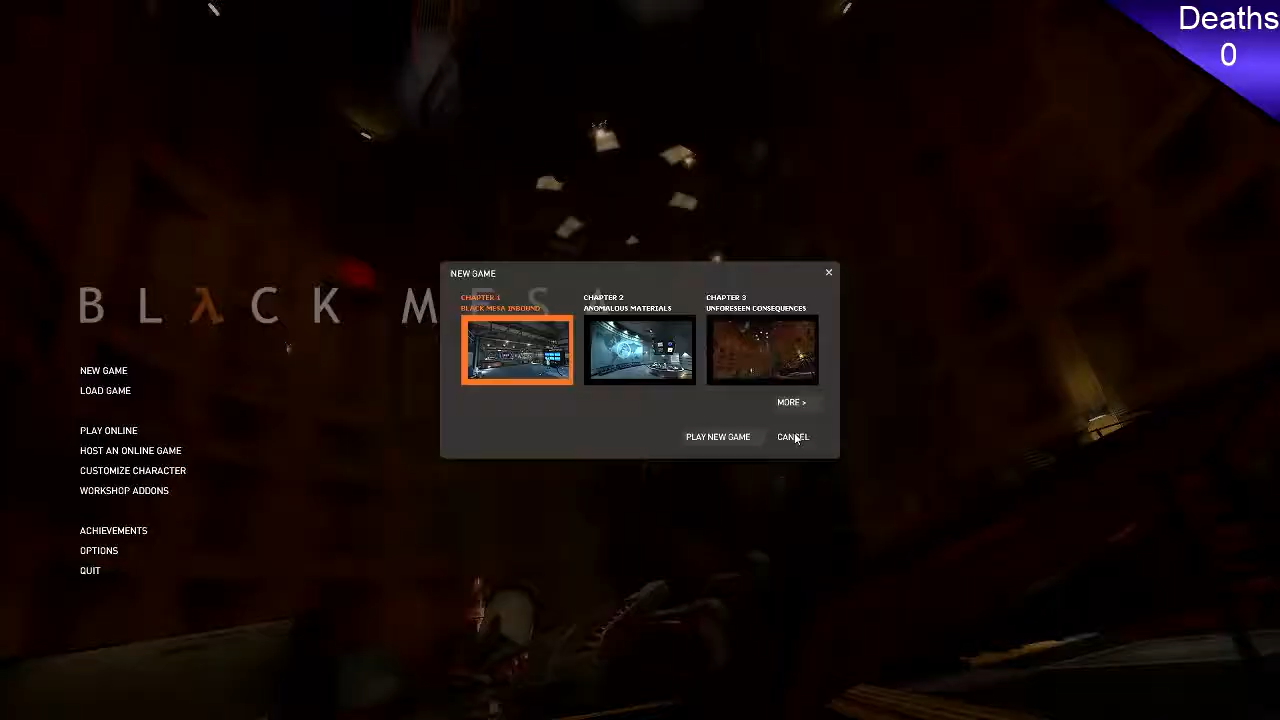 Deaths
0
NEW GAME
CHAPTER 1
BLACK MESA INBOUND
CHAPTER 2
ANOMALOUS MATERIALS
CHAPTER 3
UNFORESEEN CONSEQUENCES
BLλCK MES
NEW GAME
LOAD GAME
MORE >
PLAY NEW GAME
CANCEL
PLAY ONLINE
HOST AN ONLINE GAME
CUSTOMIZE CHARACTER
WORKSHOP ADDONS
ACHIEVEMENTS
OPTIONS
QUIT